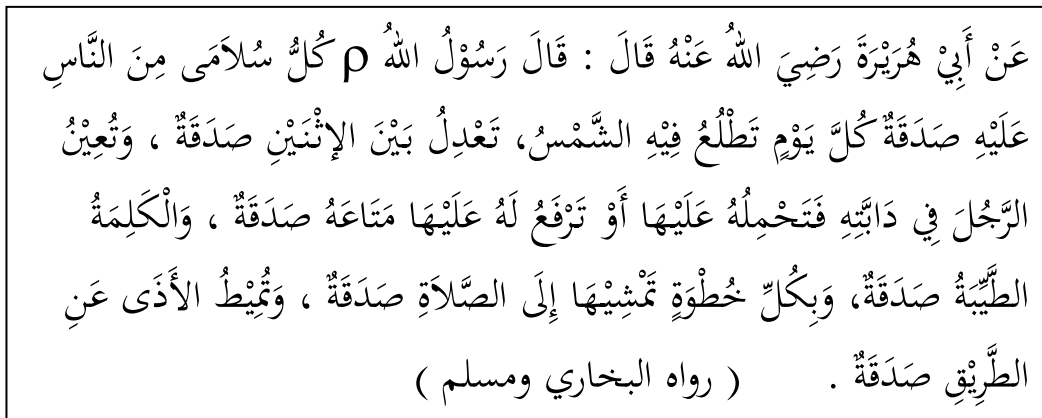 عَنْ أَبِيْ هُرَيْرَةَ رَضِيَ اللهُ عَنْهُ قَالَ : قَالَ رَسُوْلُ اللهُ ρ كُلُّ سُلاَمَى مِنَ النَّاسِ
عَلَيْهِ صَدَقَةٌ كُلَّ يَوْمٍ تَطْلُعُ فِيْهِ الشَّمْسُ، تَعْدِلُ بَيْنَ الإِثْنَيْنِ صَدَقَةٌ ، وَتُعِيْنُ
الرَّجُلَ فِي دَابَّتِهِ فَتَحْمِلُهُ عَلَيْهَا أَوْ تَرْفَعُ لَهُ عَلَيْهَا مَتَاعَهُ صَدَقَةٌ ، وَالْكَلِمَةُ
الطَّيِّبَةُ صَدَقَةٌ، وَبِكُلِّ خُطْوَةٍ تَمْشِيْهَا إِلَى الصَّلاَةِ صَدَقَةٌ ، وَتُمِيْطُ الأَذَى عَنِ
الطَّرِيْقِ صَدَقَةٌ . ( رواه البخاري ومسلم )